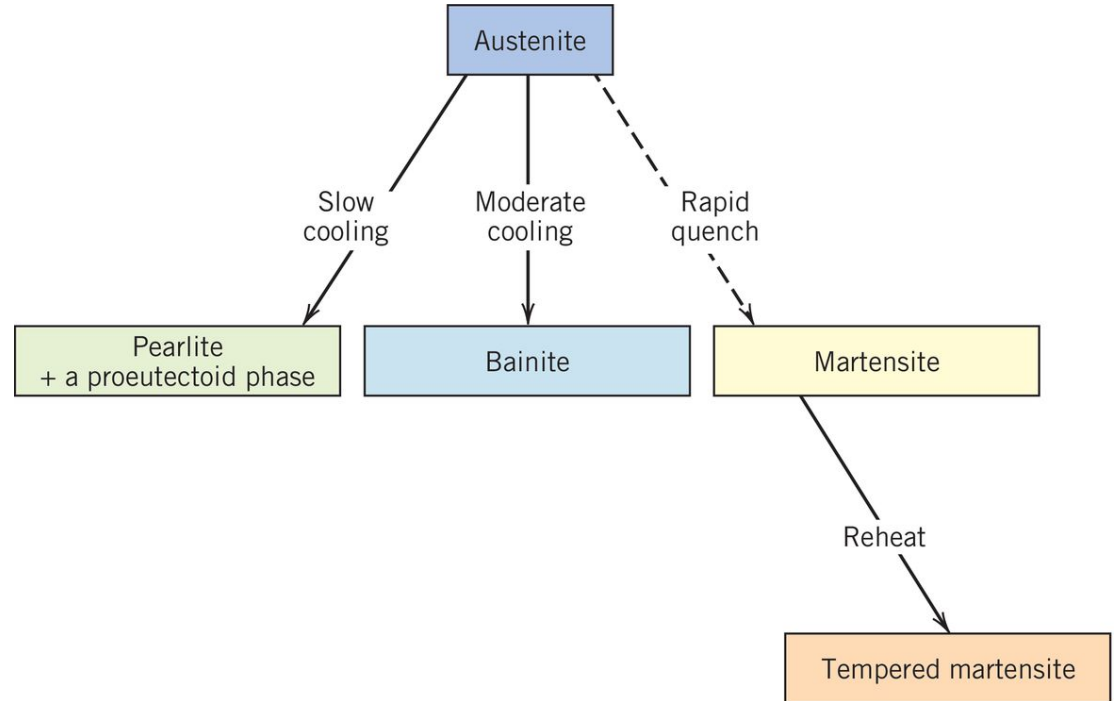 Austenite
Slow
cooling
Moderate
cooling
Rapid
quench
Pearlite
+ a proeutectoid phase
Bainite
Martensite
Reheat
Tempered martensite